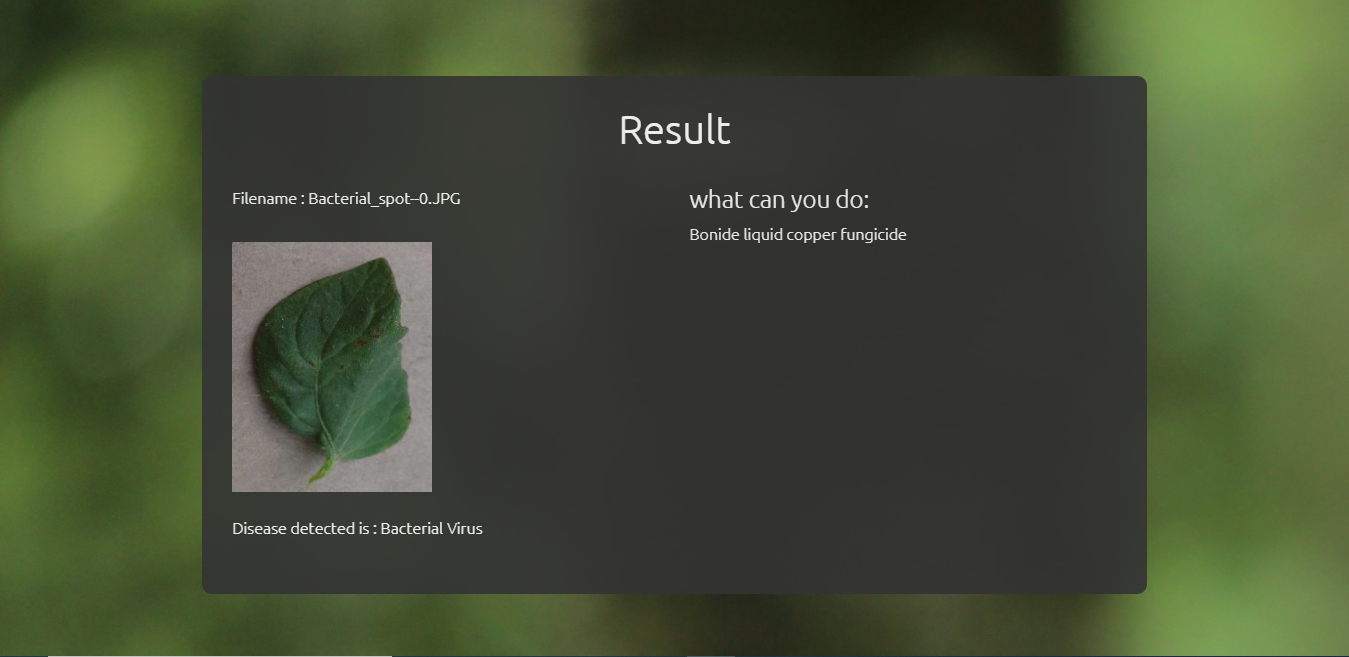 Result
Filename : Bacterial_spot--0.JPG
what can you do:
Bonide liquid copper fungicide
Disease detected is : Bacterial Virus